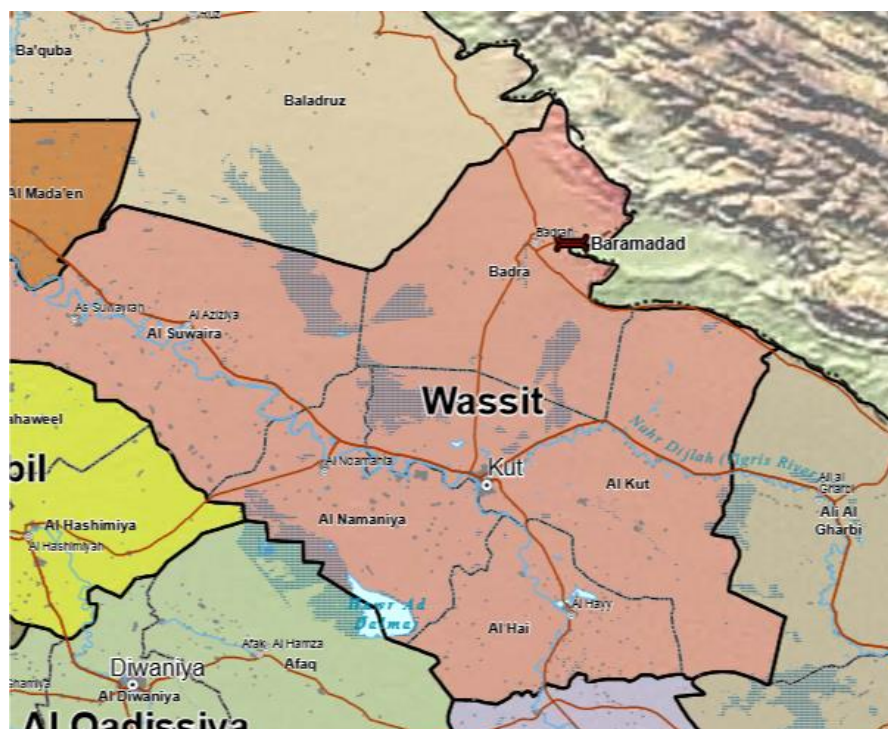 Ba'quba
Baladruz
Al Mada'en
Badrah
Baramadad
Badra
As Suwayrah
Al Aziziya
Al Suwaira
Wassit
ahaweel
Nahr Dijlah (Tigris River
bil
Al Noamania
Kut
Al Kut
Ali al
Gharbi
Ali Al
Gharbi
Al Namaniya
Al Hashimiya
Al Hashimiyah
Hawr Ad
Dalma
Al Hayy
Al Hai
Afak
Al Hamza
Afaq
Diwaniya
Ghamiya
Al Diwaniya
Al Qadissiya